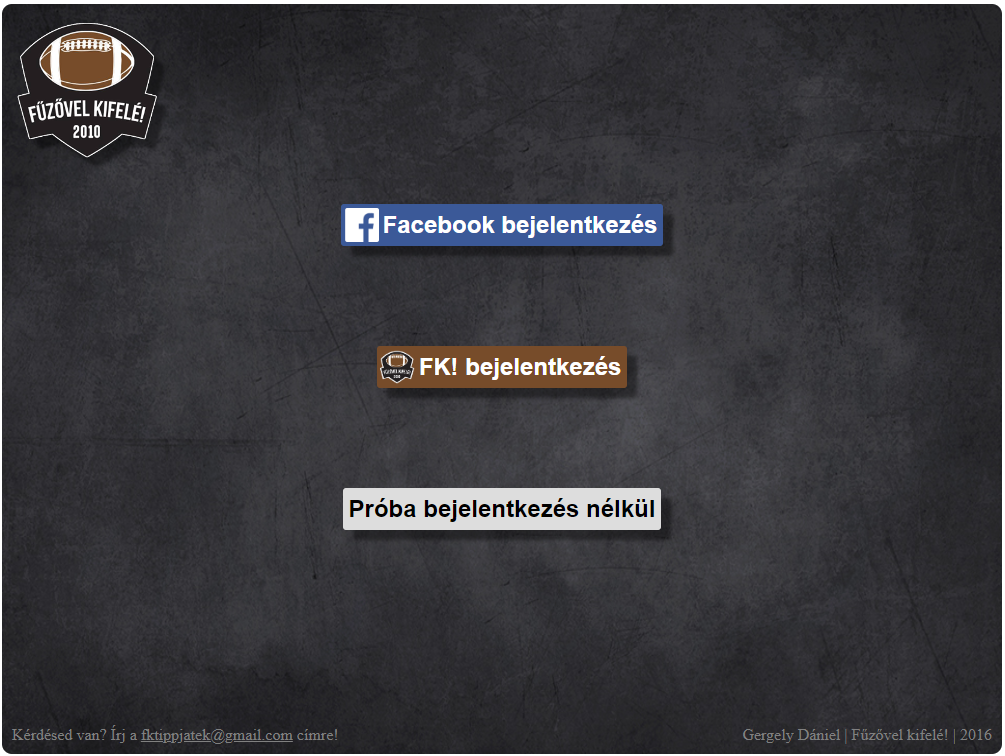 FŰZŐVEL KIFELÉ!
2010
Facebook bejelentkezés
FK! bejelentkezés
Próba bejelentkezés nélkül
Kérdésed van? Írj a fktippjatek@gmail.com címre!
Gergely Dániel | Fűzővel kifelé! | 2016